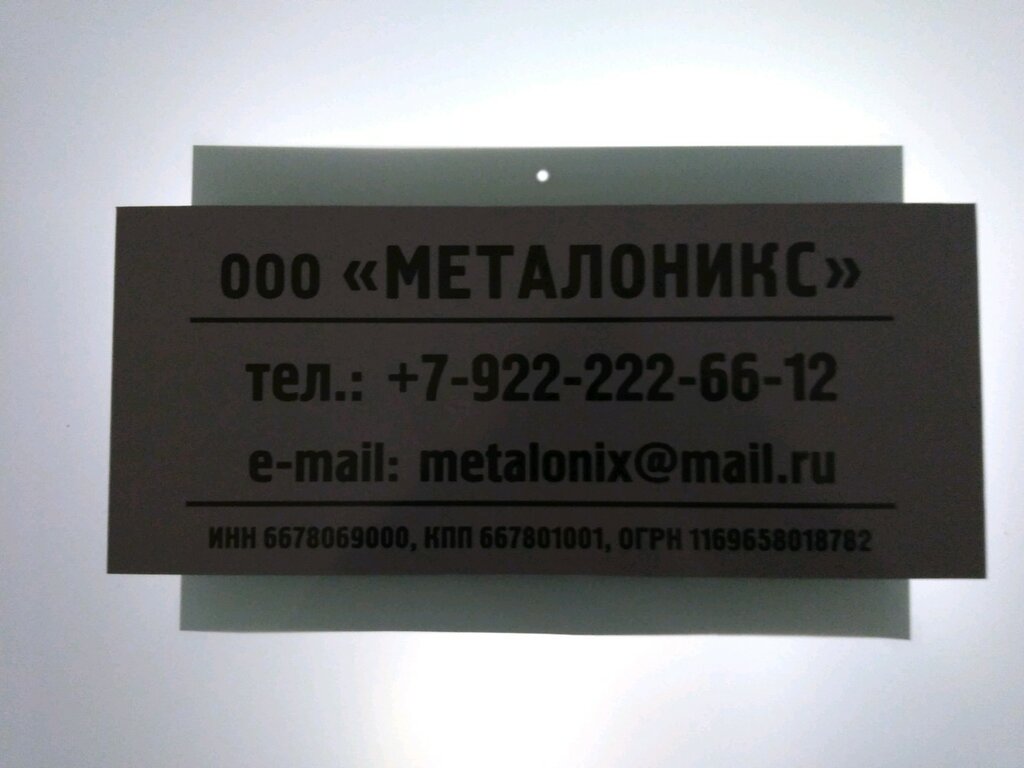 ООО «МЕТАЛОНИКС»
тел.: +7-922-222-66-12
e-mail: metalonix@mail.ru
ИНН 6678069000, КПП 667801001, ОГРН 1169658018782